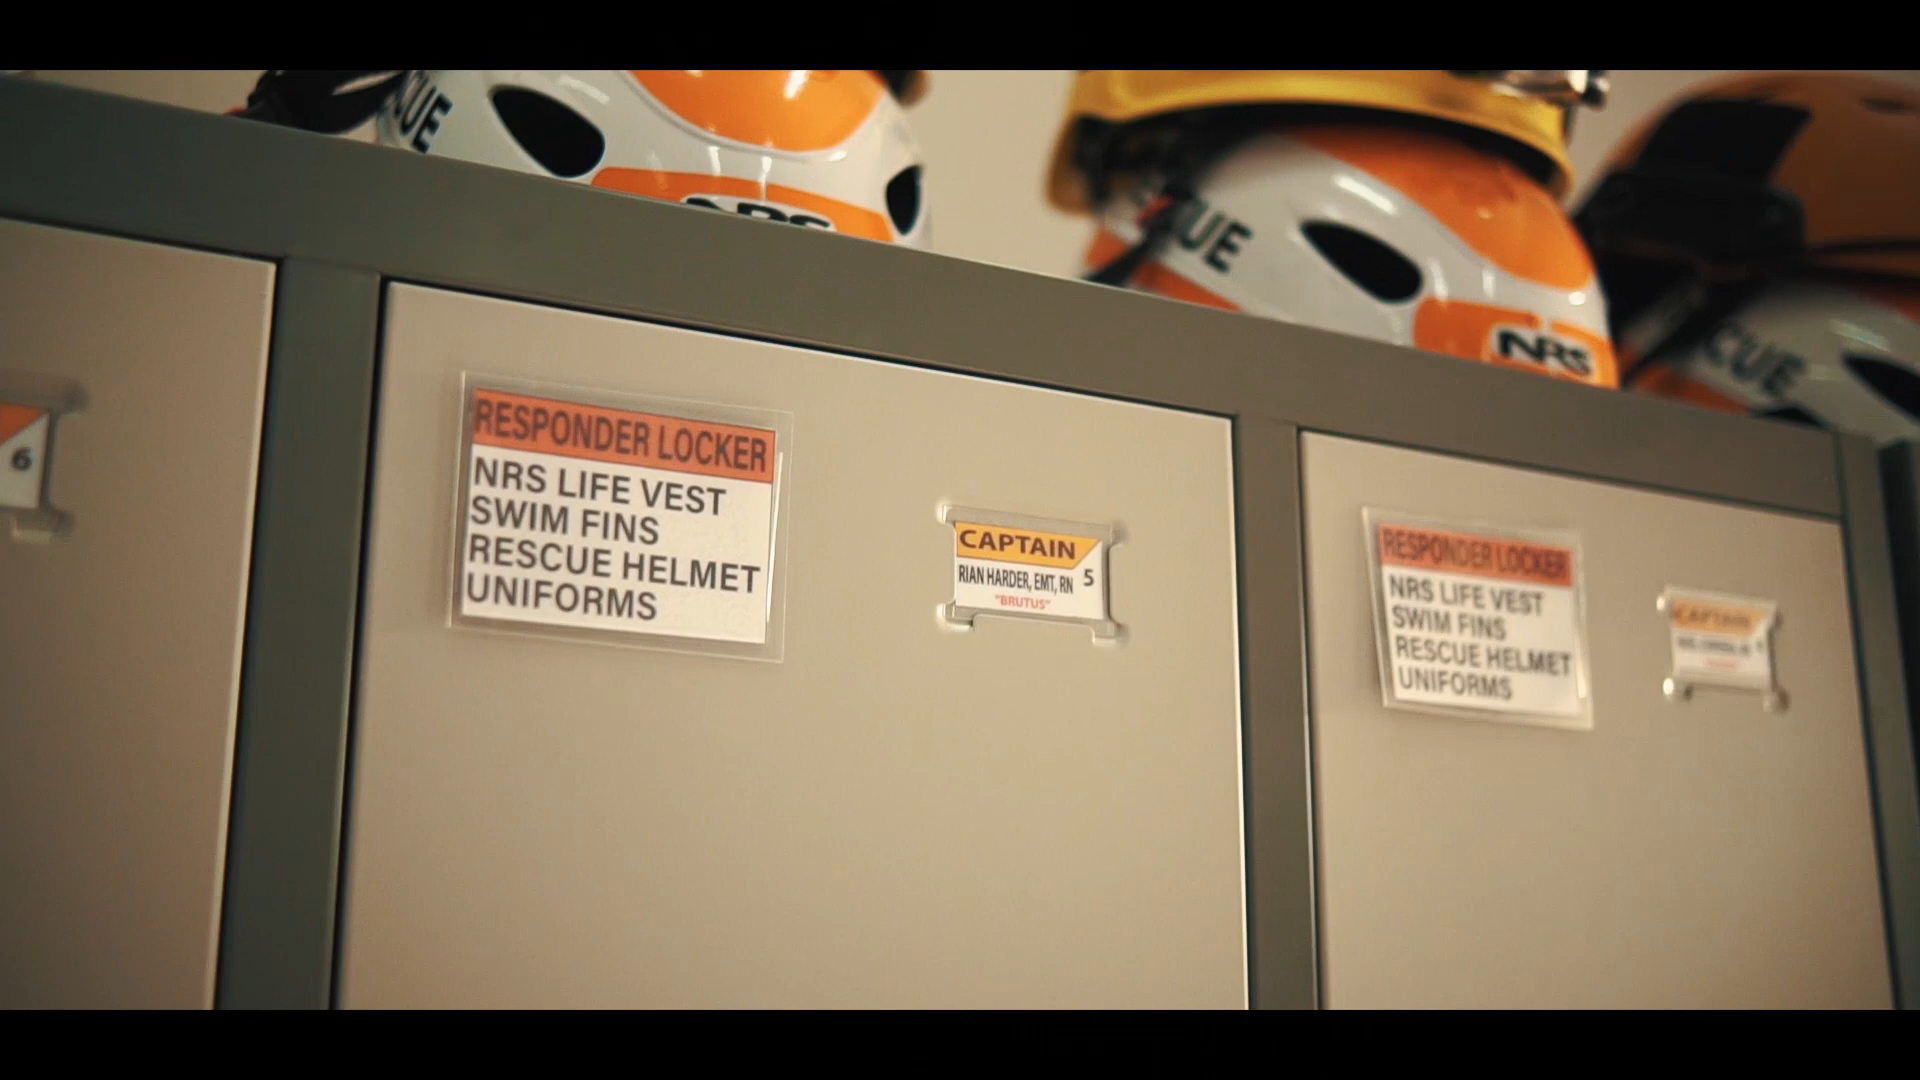 CUE
NRS
CUE
NRS
CUE
6
RESPONDER LOCKER
NRS LIFE VEST
SWIM FINS
RESCUE HELMET
UNIFORMS
CAPTAIN
RIAN HARDER, EMT, RN 5
"BRUTUS"
RESPONDER LOCKER
NRS LIFE VEST
SWIM FINS
RESCUE HELMET
UNIFORMS
CAPTAIN